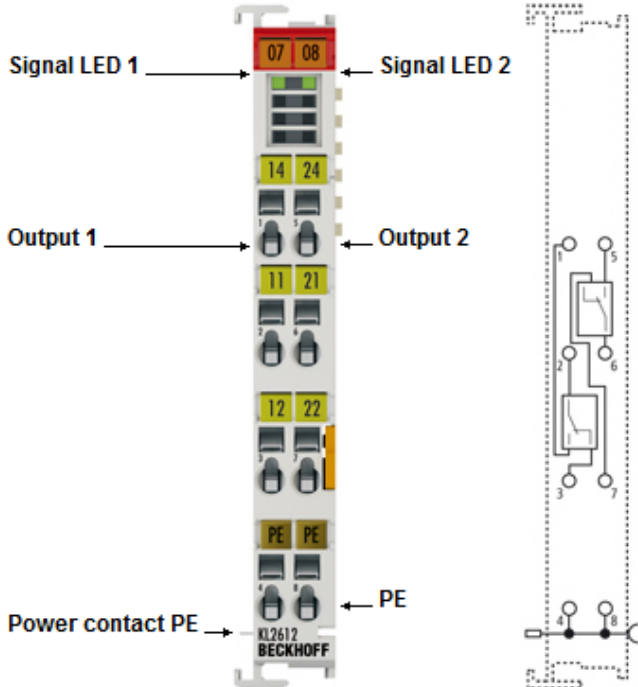 07 08
Signal LED 1
Signal LED 2
14 24
1 5
Output 1
Output 2
11 21
2 6
12 22
3 7
PE PE
4 8
PE
Power contact PE
KL2612
BECKHOFF
1 5
2 6
3 7
4 8